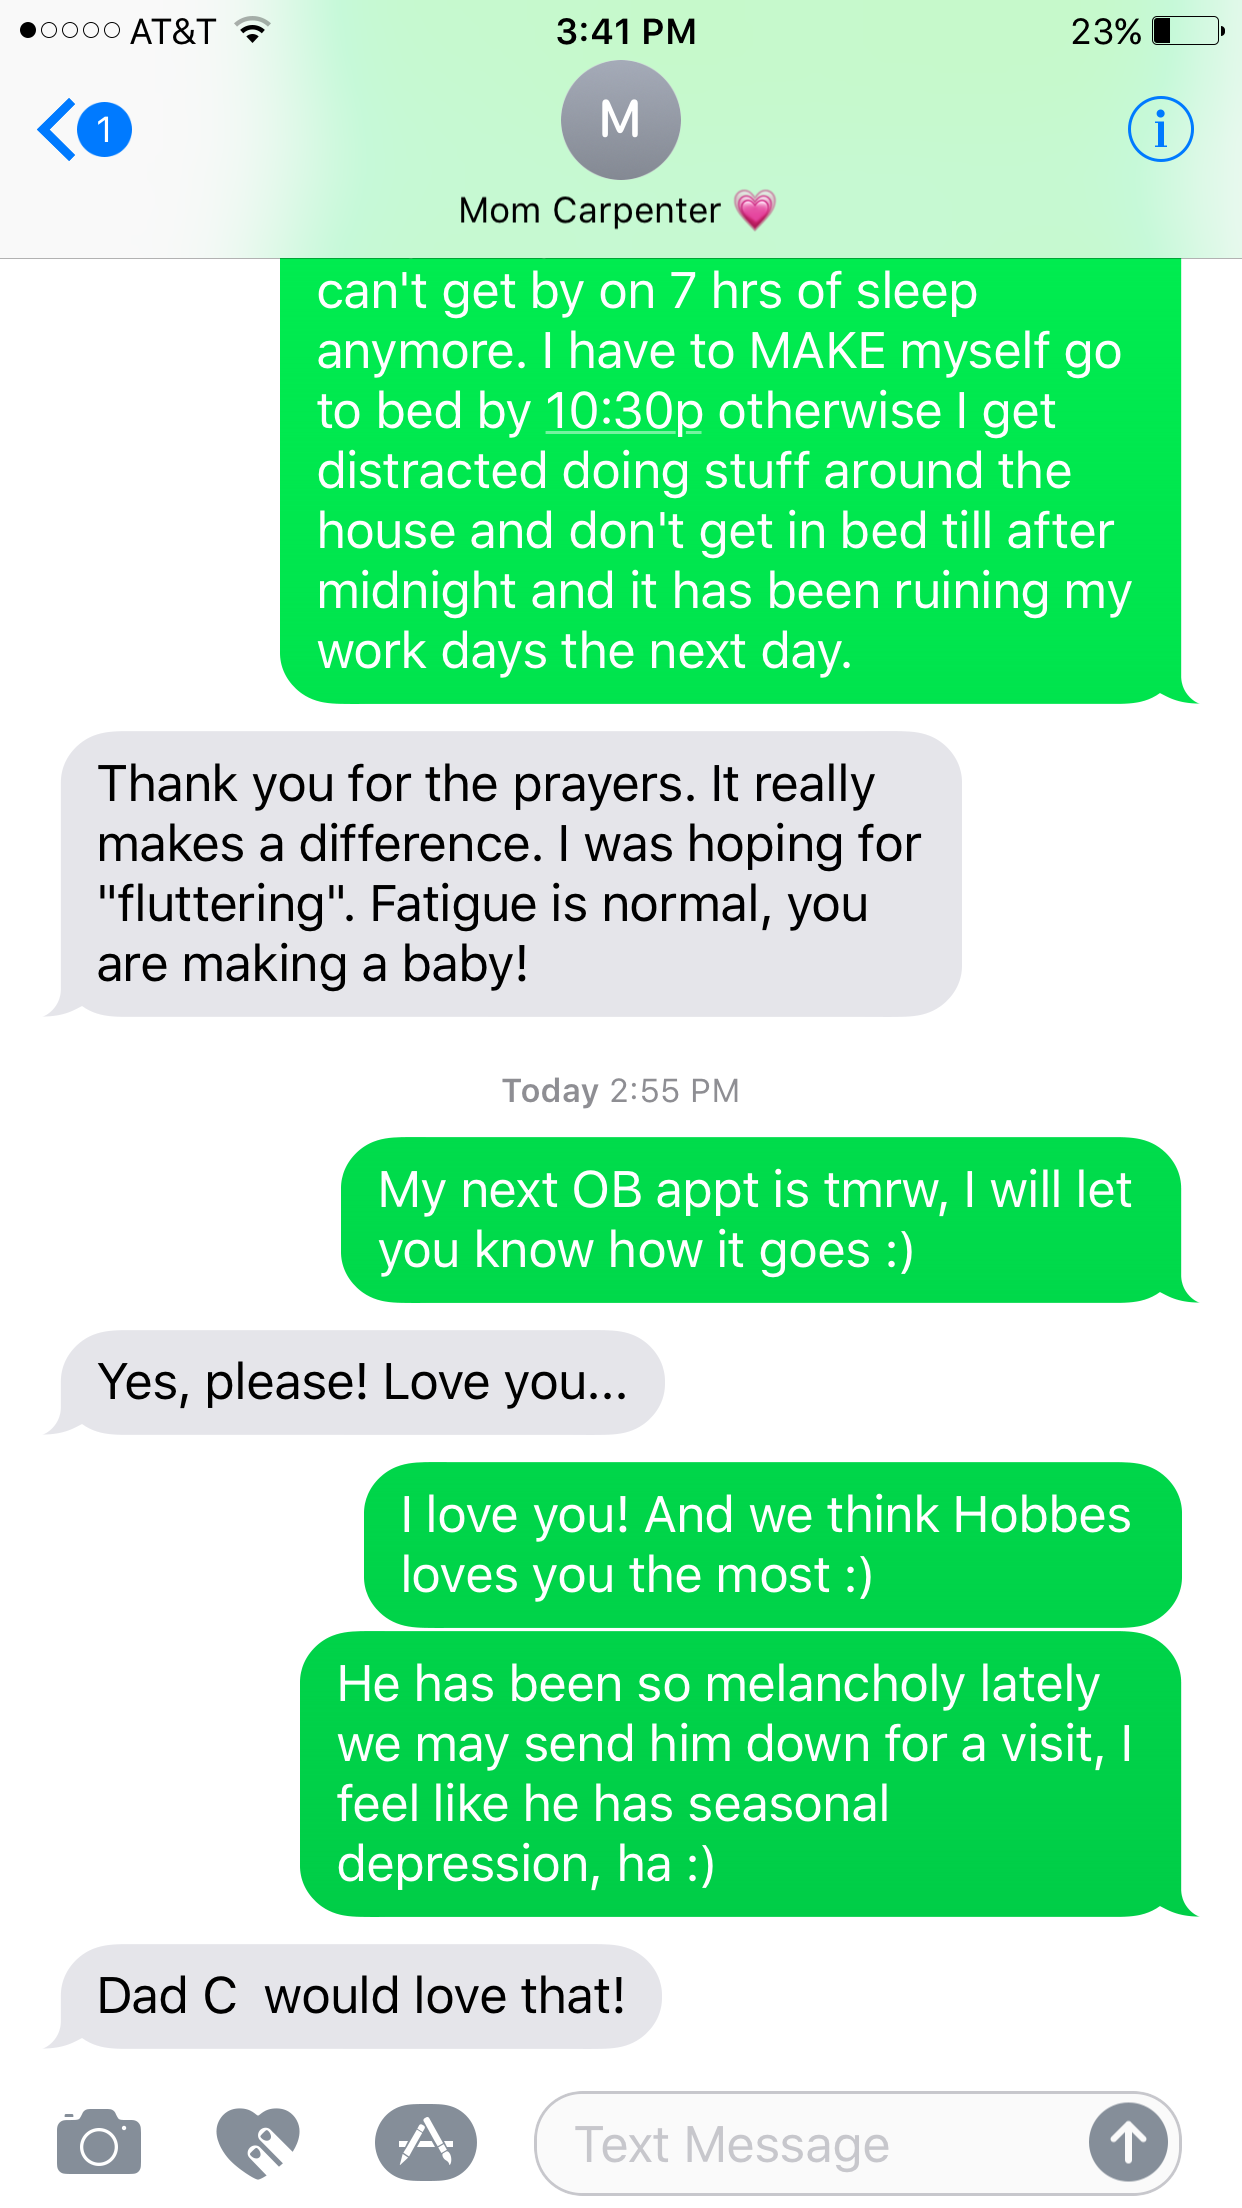 AT&T 3:41 PM 23%
1
M
i
Mom Carpenter 💗
can't get by on 7 hrs of sleep
anymore. I have to MAKE myself go
to bed by 10:30p otherwise I get
distracted doing stuff around the
house and don't get in bed till after
midnight and it has been ruining my
work days the next day.
Thank you for the prayers. It really
makes a difference. I was hoping for
"fluttering". Fatigue is normal, you
are making a baby!
Today 2:55 PM
My next OB appt is tmrw, I will let
you know how it goes :)
Yes, please! Love you...
I love you! And we think Hobbes
loves you the most :)
He has been so melancholy lately
we may send him down for a visit, I
feel like he has seasonal
depression, ha :)
Dad C  would love that!
Text Message